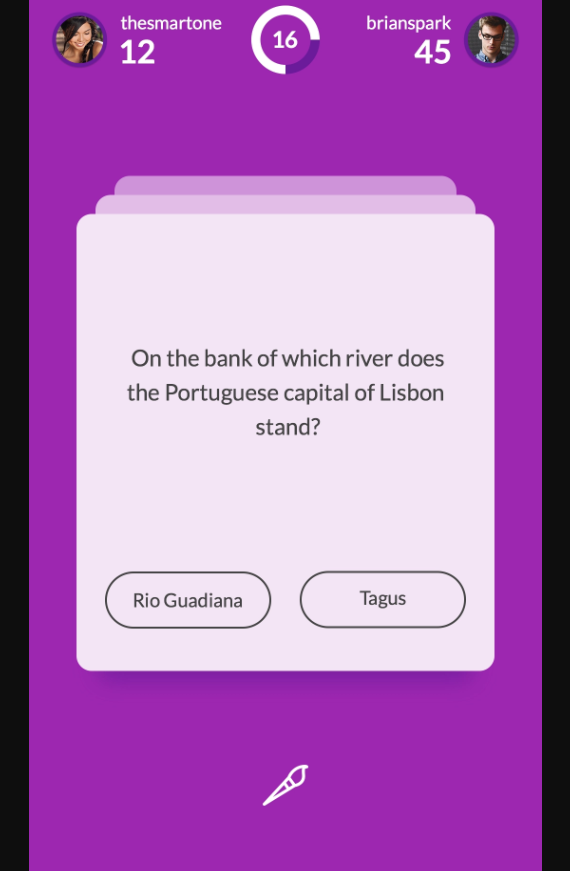 thesmartone
12
16
brianspark
45
On the bank of which river does
the Portuguese capital of Lisbon
stand?
Rio Guadiana
Tagus